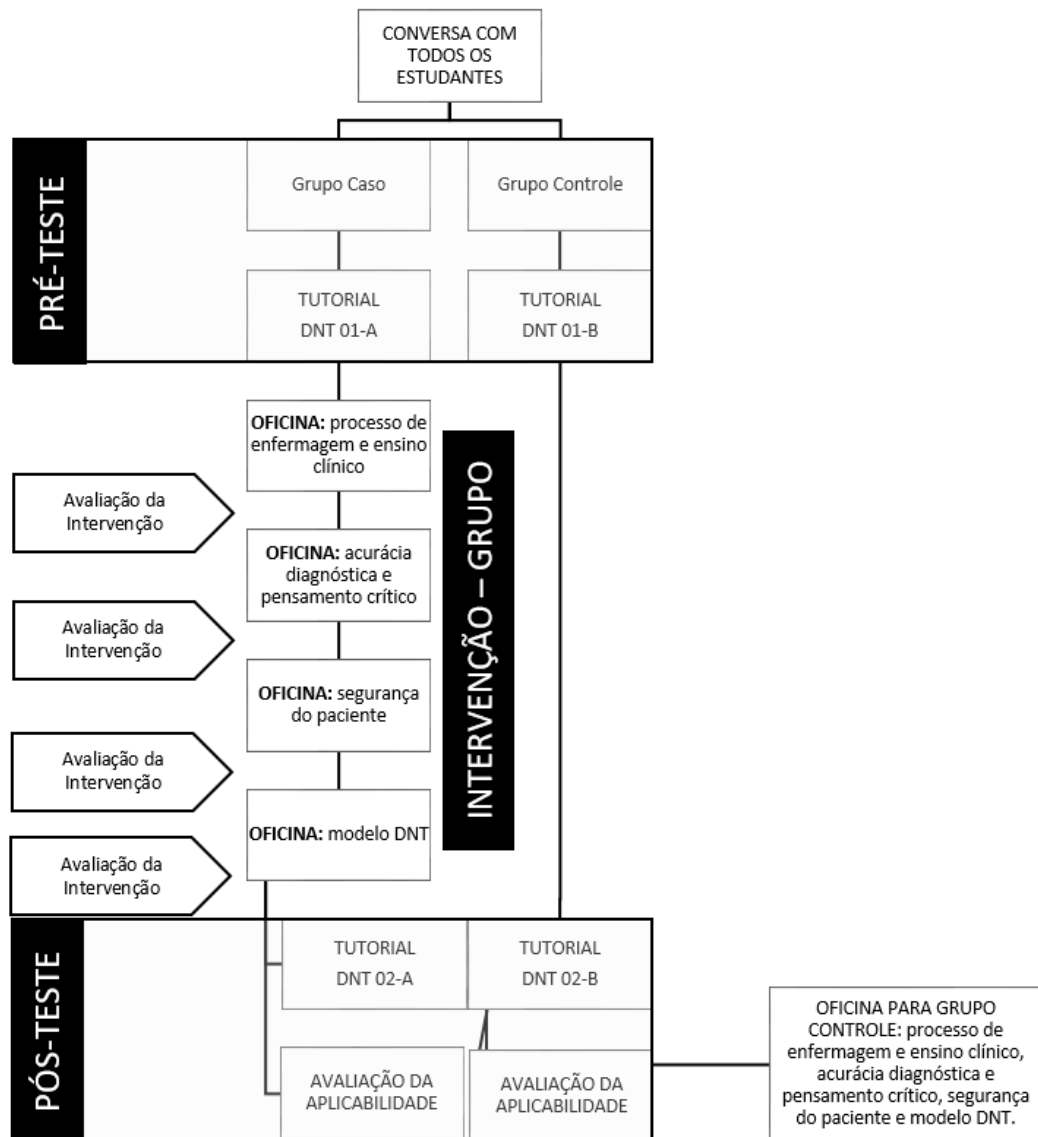 CONVERSA COM
TODOS OS
ESTUDANTES
PRÉ-TESTE
Grupo Caso
Grupo Controle
TUTORIAL
DNT 01-A
TUTORIAL
DNT 01-B
OFICINA: processo de
enfermagem e ensino
clínico
INTERVENÇÃO – GRUPO
Avaliação da
Intervenção
OFICINA: acurácia
diagnóstica e
pensamento crítico
Avaliação da
Intervenção
OFICINA: segurança
do paciente
Avaliação da
Intervenção
OFICINA: modelo DNT
Avaliação da
Intervenção
PÓS-TESTE
TUTORIAL
DNT 02-A
TUTORIAL
DNT 02-B
AVALIAÇÃO DA
APLICABILIDADE
AVALIAÇÃO DA
APLICABILIDADE
OFICINA PARA GRUPO
CONTROLE: processo de
enfermagem e ensino clínico,
acurácia diagnóstica e
pensamento crítico, segurança
do paciente e modelo DNT.